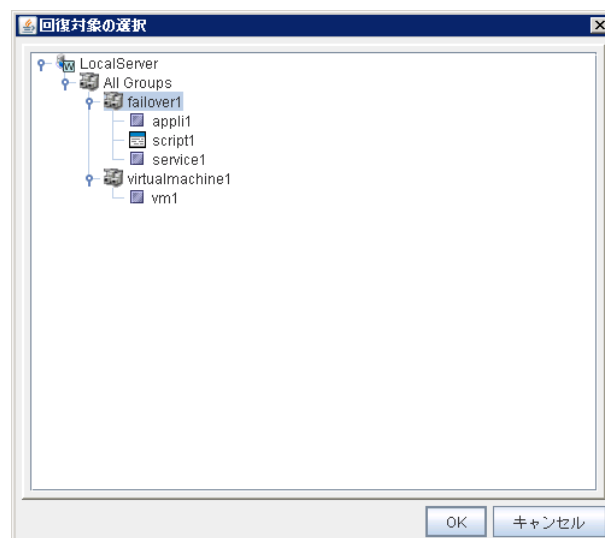 回復対象の選択
LocalServer
All Groups
failover1
appli1
script1
service1
virtualmachine1
vm1
OK
キャンセル